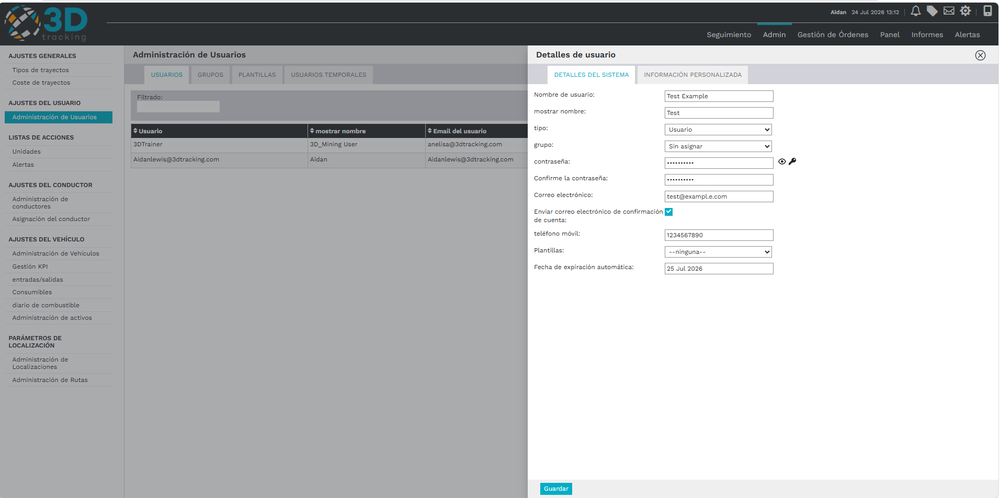 3D
tracking
Aidan 24 Jul 2026 13:12
Seguimiento Admin Gestión de Órdenes Panel Informes Alertas
AJUSTES GENERALES
Tipos de trayectos
Coste de trayectos
AJUSTES DEL USUARIO
Administración de Usuarios
LISTAS DE ACCIONES
Unidades
Alertas
AJUSTES DEL CONDUCTOR
Administración de
conductores
Asignación del conductor
AJUSTES DEL VEHÍCULO
Administración de Vehículos
Gestión KPI
entradas/salidas
Consumibles
diario de combustible
Administración de activos
PARÁMETROS DE
LOCALIZACIÓN
Administración de
Localizaciones
Administración de Rutas
Administración de Usuarios
USUARIOS GRUPOS PLANTILLAS USUARIOS TEMPORALES
Filtrado:
Usuario mostrar nombre Email del usuario
3DTrainer 3D_Mining User anelisa@3dtracking.com
Aidanlewis@3dtracking.com Aidan Aidanlewis@3dtracking.com
Detalles de usuario
DETALLES DEL SISTEMA INFORMACIÓN PERSONALIZADA
Nombre de usuario: Test Example
mostrar nombre: Test
tipo: Usuario
grupo: Sin asignar
contraseña: ••••••••••
Confirme la contraseña: ••••••••••
Correo electrónico: test@exampl.e.com
Enviar correo electrónico de confirmación
de cuenta:
teléfono móvil: 1234567890
Plantillas: --ninguna--
Fecha de expiración automática: 25 Jul 2026
Guardar